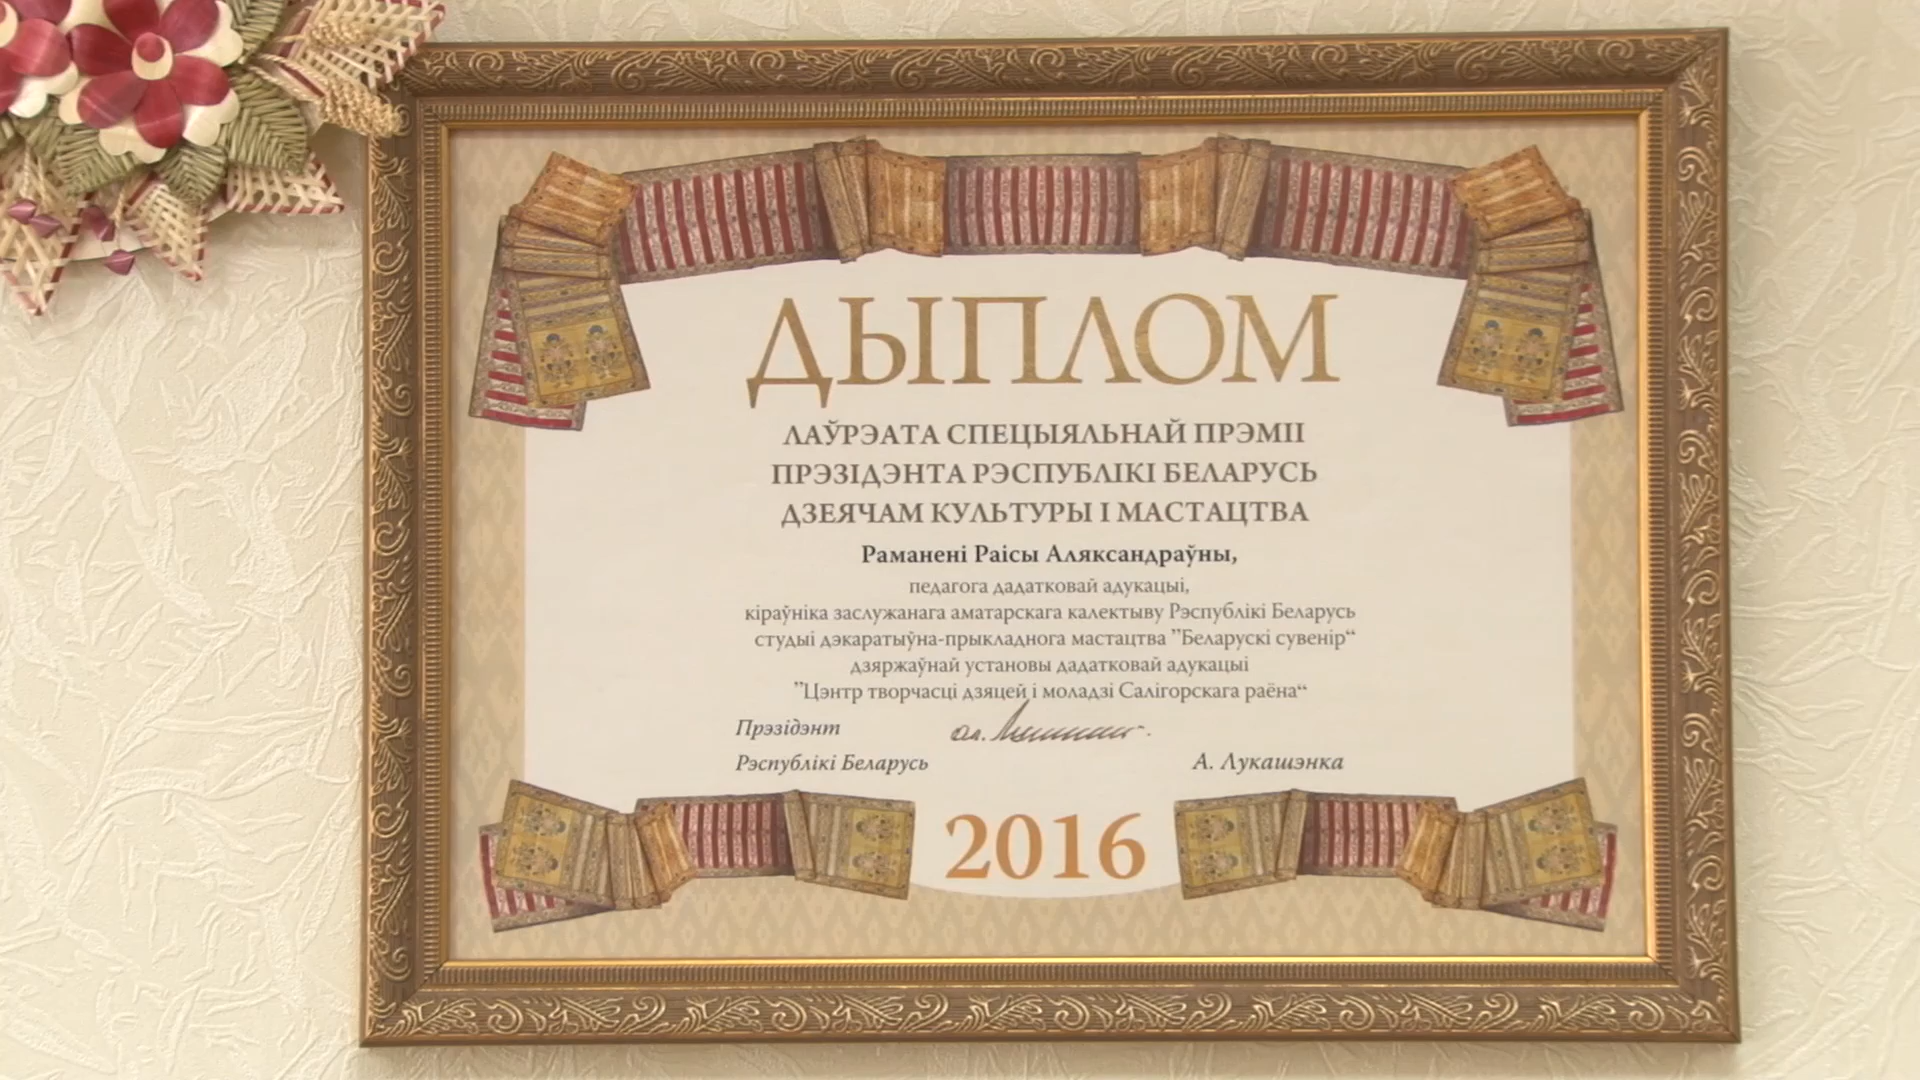 ДЫПЛОМ
ЛАЎРЭАТА СПЕЦЫЯЛЬНАЙ ПРЭМІІ
ПРЭЗІДЭНТА РЭСПУБЛІКІ БЕЛАРУСЬ
ДЗЕЯЧАМ КУЛЬТУРЫ І МАСТАЦТВА
Раманені Раісы Аляксандраўны,
педагога дадатковай адукацыі,
кіраўніка заслужанага аматарскага калектыву Рэспублікі Беларусь
студыі дэкаратыўна-прыкладнога мастацтва ”Беларускі сувенір“
дзяржаўнай установы дадатковай адукацыі
”Цэнтр творчасці дзяцей і моладзі Салігорскага раёна“
Прэзідэнт
Рэспублікі Беларусь А. Лукашэнка
2016